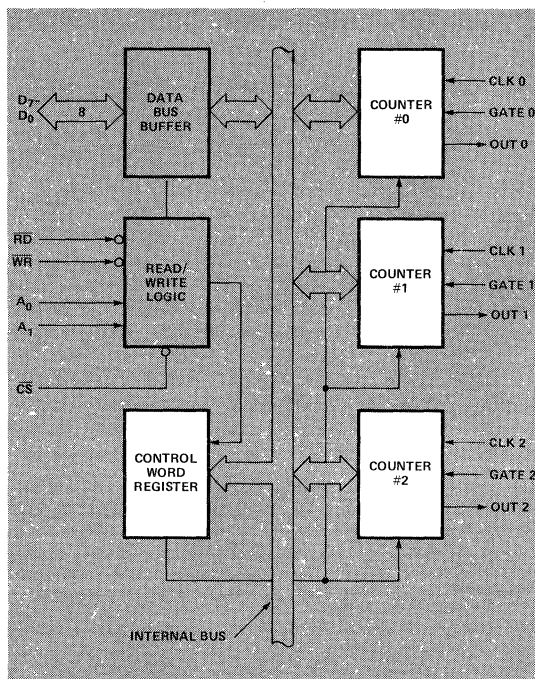 D7-
D0
8
DATA
BUS
BUFFER
COUNTER
#0
CLK 0
GATE 0
OUT 0
RD
WR
A0
A1
CS
READ/
WRITE
LOGIC
COUNTER
#1
CLK 1
GATE 1
OUT 1
CONTROL
WORD
REGISTER
COUNTER
#2
CLK 2
GATE 2
OUT 2
INTERNAL BUS